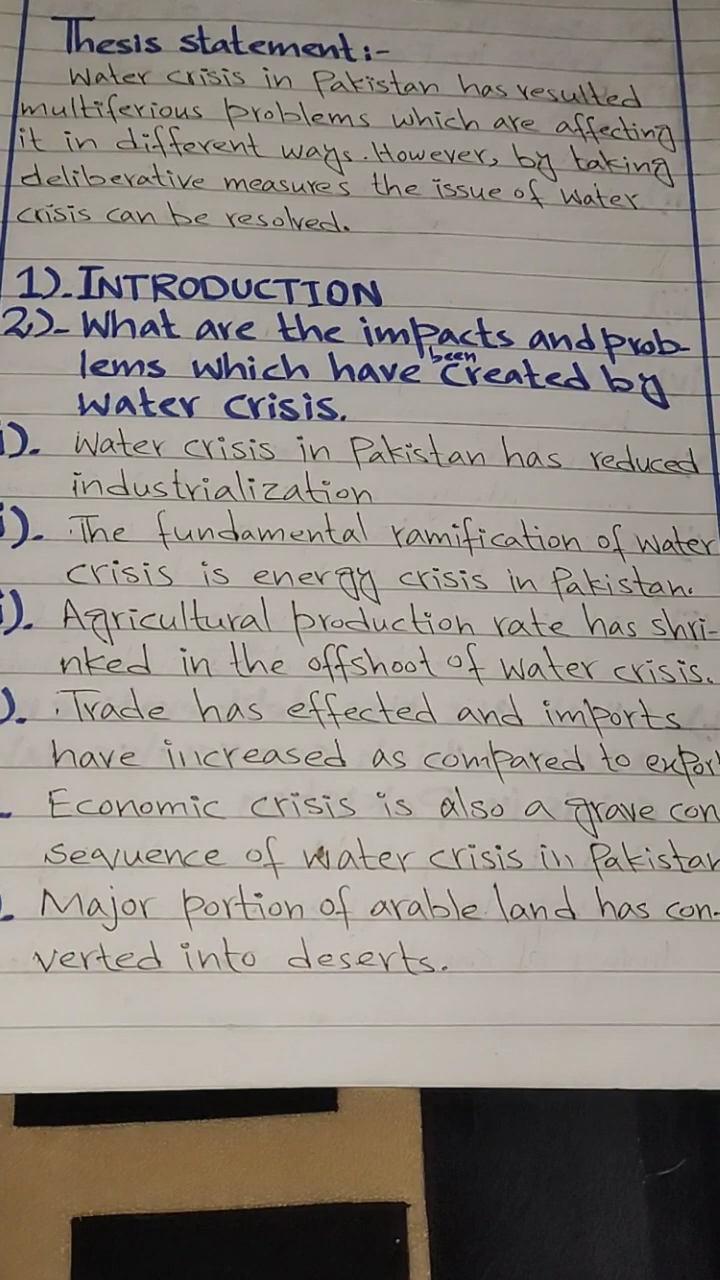 Thesis statement:-
Water crisis in Pakistan has resulted
multiferious problems which are affecting
it in different ways. However, by taking
deliberative measures the issue of water
crisis can be resolved.
1). INTRODUCTION
2)- What are the impacts and prob-
lems which have been created by
water crisis.
i). Water crisis in Pakistan has reduced
industrialization
i). The fundamental ramification of water
crisis is energy crisis in Pakistan.
i). Agricultural production rate has shri-
nked in the offshoot of water crisis.
). Trade has effected and imports
have increased as compared to expor
Economic crisis is also a grave con
sequence of water crisis in Pakistan
Major portion of arable land has con-
verted into deserts.